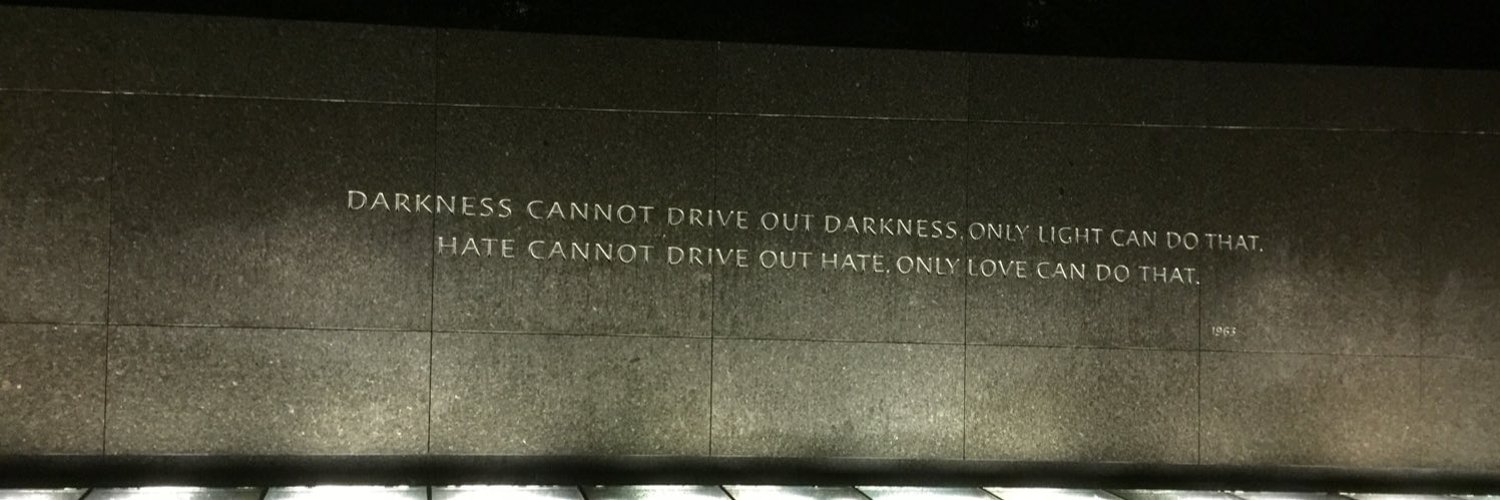 DARKNESS CANNOT DRIVE OUT DARKNESS, ONLY LIGHT CAN DO THAT.
HATE CANNOT DRIVE OUT HATE, ONLY LOVE CAN DO THAT.
1963